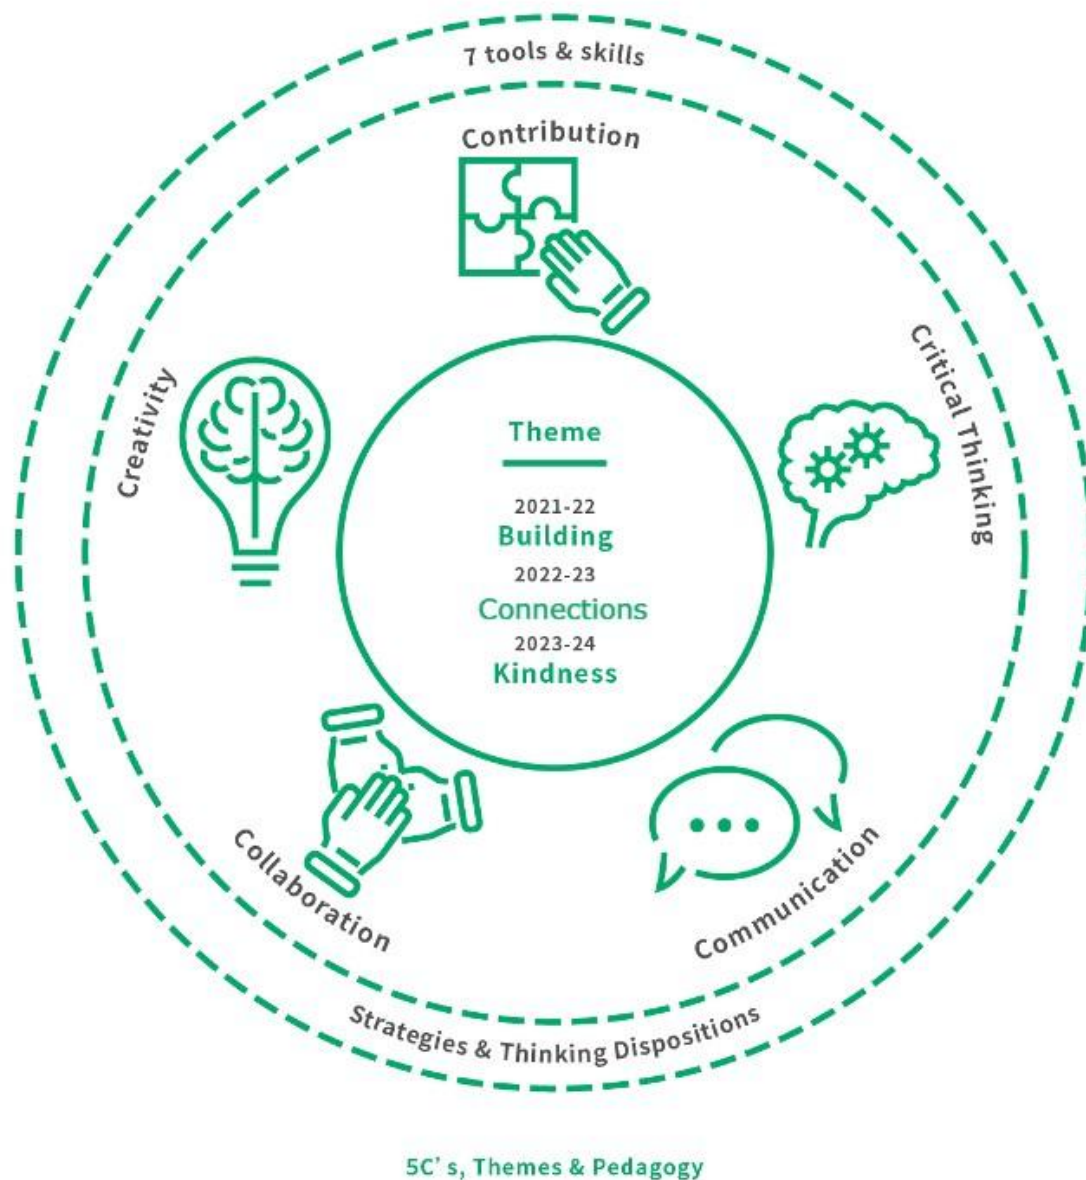 7 tools & skills
Contribution
Creativity
Critical Thinking
Theme
2021-22
Building
2022-23
Connections
2023-24
Kindness
Collaboration
Communication
Strategies & Thinking Dispositions
5C's, Themes & Pedagogy